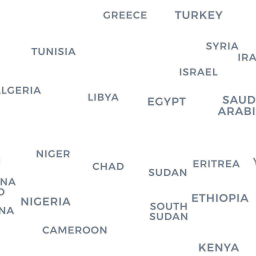 GREECE
TURKEY
TUNISIA
SYRIA
IRA
ISRAEL
LGERIA
LIBYA
EGYPT
SAUD
ARABI
NIGER
CHAD
ERITREA
SUDAN
NA
O
NIGERIA
NA
ETHIOPIA
SOUTH
SUDAN
CAMEROON
KENYA